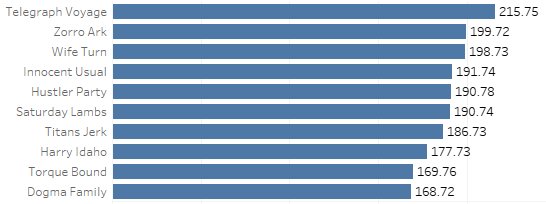 Telegraph Voyage 215.75
Zorro Ark 199.72
Wife Turn 198.73
Innocent Usual 191.74
Hustler Party 190.78
Saturday Lambs 190.74
Titans Jerk 186.73
Harry Idaho 177.73
Torque Bound 169.76
Dogma Family 168.72